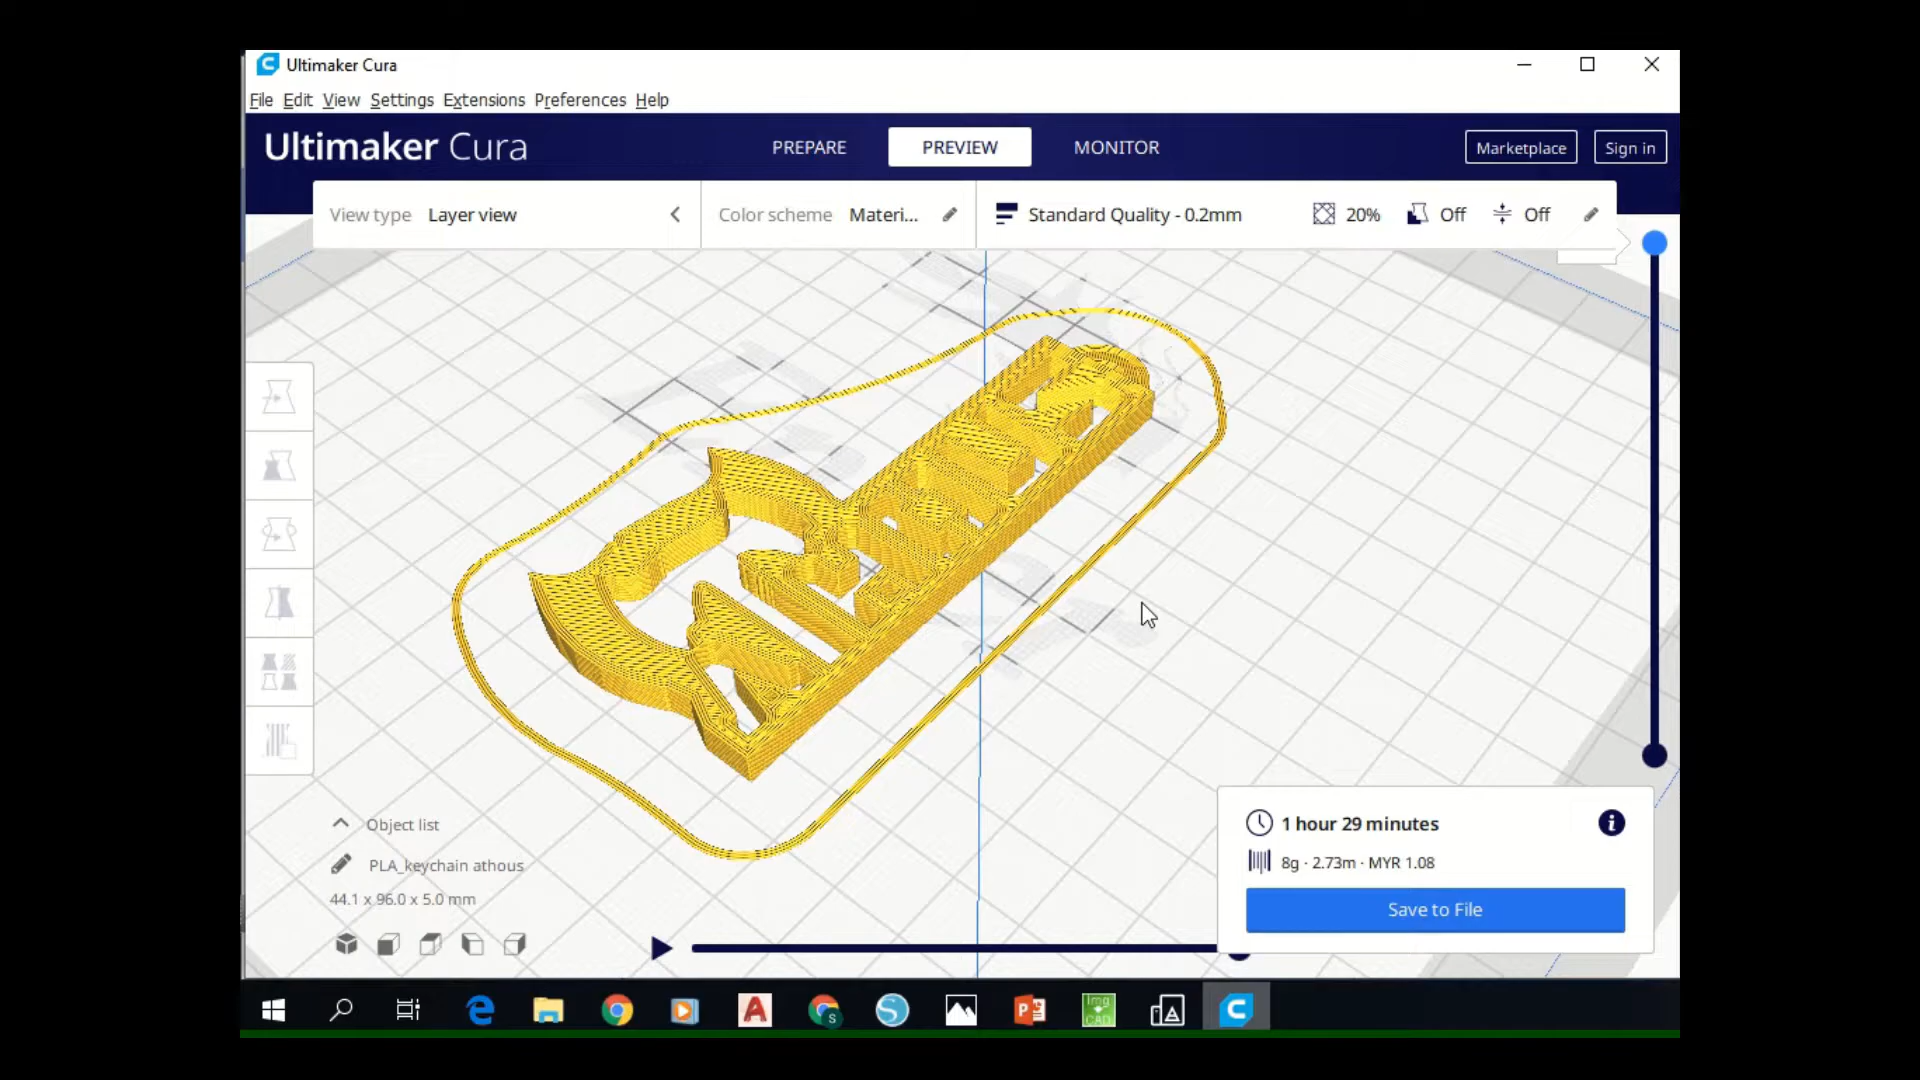 Ultimaker Cura
File Edit View Settings Extensions Preferences Help
Ultimaker Cura PREPARE PREVIEW MONITOR Marketplace Sign in
View type Layer view Color scheme Materi... Standard Quality - 0.2mm 20% Off Off
Object list
PLA_keychain athous
44.1 x 96.0 x 5.0 mm
1 hour 29 minutes
8g · 2.73m · MYR 1.08
Save to File
Img
CAD